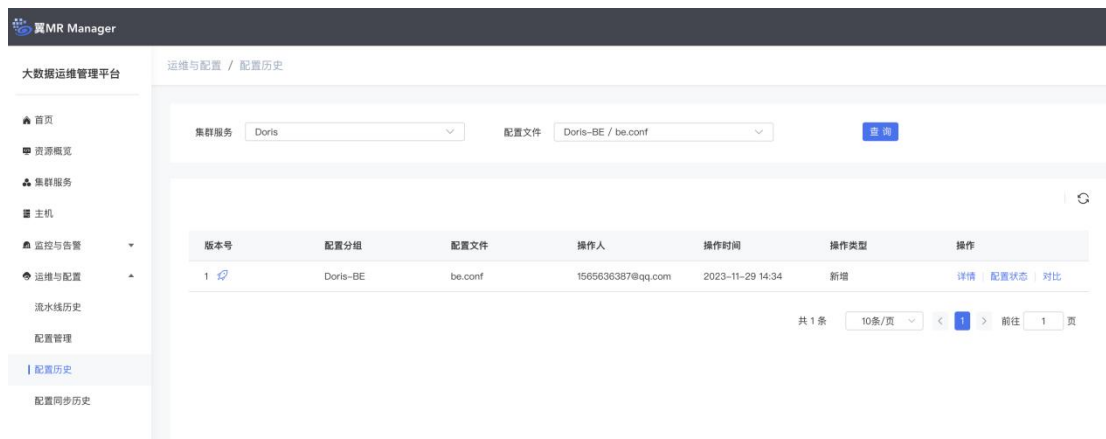 翼MR Manager
大数据运维管理平台
首页
资源概览
集群服务
主机
监控与告警
运维与配置
流水线历史
配置管理
配置历史
配置同步历史
运维与配置 / 配置历史
集群服务 Doris 配置文件 Doris-BE / be.conf 查询
版本号 配置分组 配置文件 操作人 操作时间 操作类型 操作
1 Doris-BE be.conf 1565636387@qq.com 2023-11-29 14:34 新增 详情 配置状态 对比
共 1 条 10条/页 < 1 > 前往 1 页